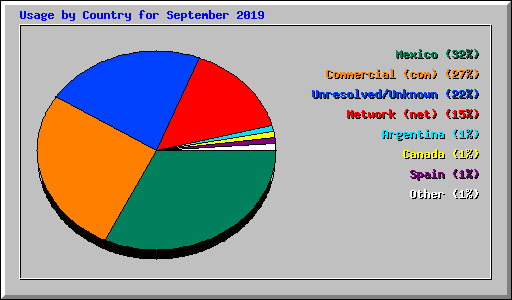 Usage by Country for September 2019
Mexico (32%)
Commercial (com) (27%)
Unresolved/Unknown (22%)
Network (net) (15%)
Argentina (1%)
Canada (1%)
Spain (1%)
Other (1%)